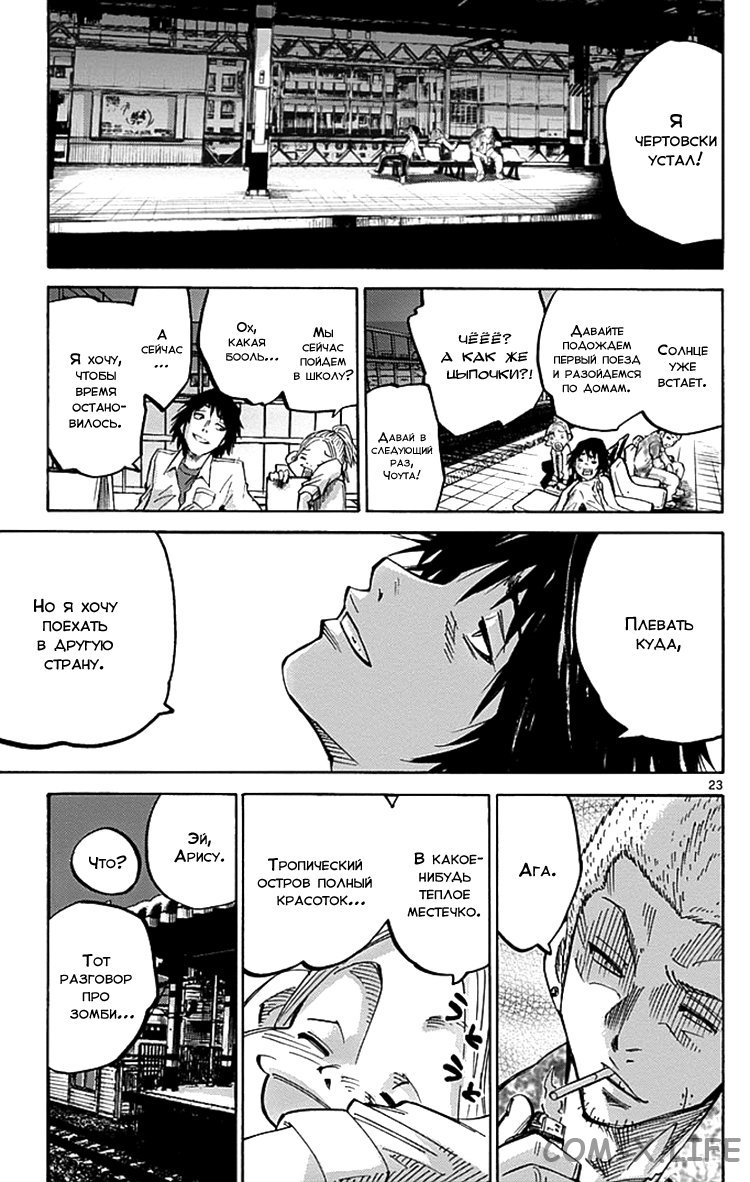 Я
ЧЕРТОВСКИ
УСТАЛ!
СОЛНЦЕ
УЖЕ
ВСТАЕТ.
ДАВАЙТЕ
ПОДОЖДЕМ
ПЕРВЫЙ ПОЕЗД
И РАЗОЙДЕМСЯ
ПО ДОМАМ.
ЧЁЁЁ?
А КАК ЖЕ
ЦЫПОЧКИ?!
ДАВАЙ В
СЛЕДУЮЩИЙ
РАЗ,
ЧОУТА!
МЫ
СЕЙЧАС
ПОЙДЕМ В
ШКОЛУ?
ОХ,
КАКАЯ
БООЛЬ...
А
СЕЙЧАС
...
Я ХОЧУ,
ЧТОБЫ
ВРЕМЯ
ОСТАНО-
ВИЛОСЬ.
ПЛЕВАТЬ
КУДА,
НО Я ХОЧУ
ПОЕХАТЬ
В ДРУГУЮ
СТРАНУ.
23
АГА.
В КАКОЕ-
НИБУДЬ
ТЕПЛОЕ
МЕСТЕЧКО.
ТРОПИЧЕСКИЙ
ОСТРОВ ПОЛНЫЙ
КРАСОТОК...
ЭЙ,
АРИСУ.
ЧТО?
ТОТ
РАЗГОВОР
ПРО
ЗОМБИ...
COM-X.LIFE